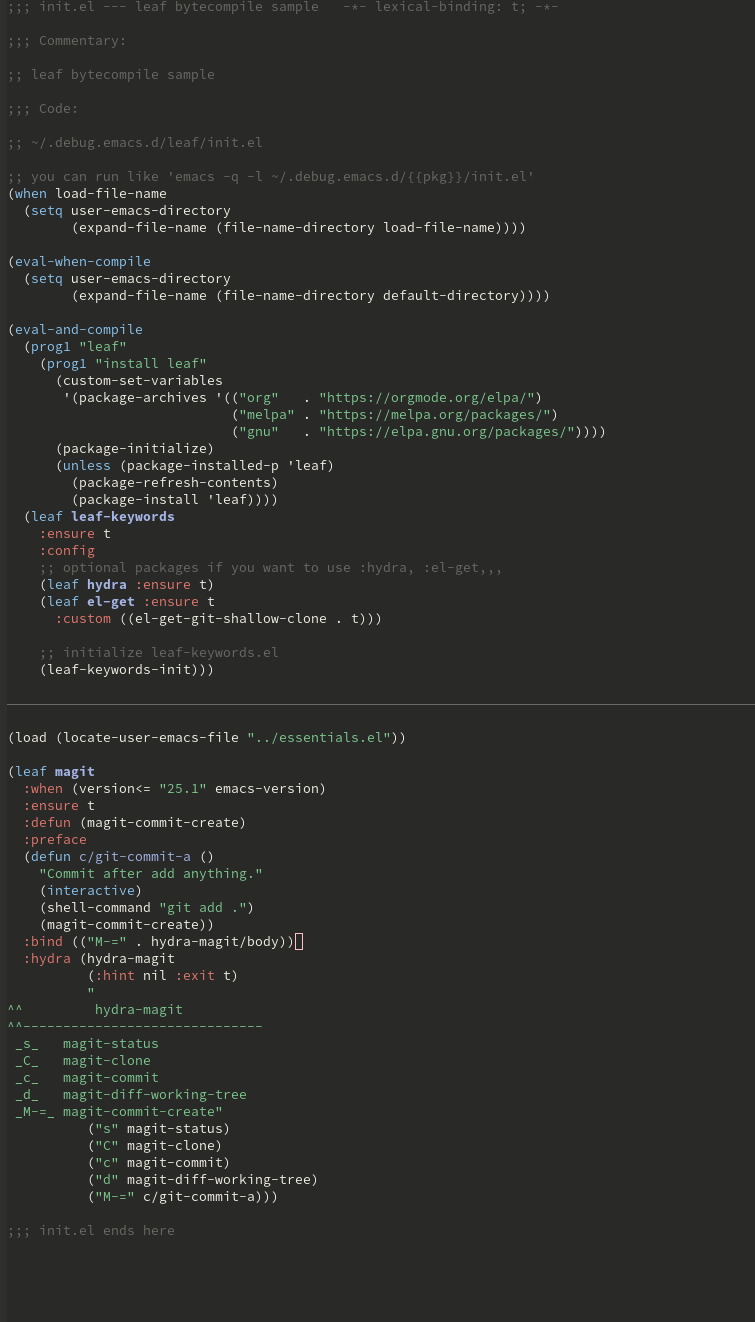 ;;; init.el --- leaf bytecompile sample   -*- lexical-binding: t; -*-
;;; Commentary:
;; leaf bytecompile sample
;;; Code:
;; ~/.debug.emacs.d/leaf/init.el
;; you can run like 'emacs -q -l ~/.debug.emacs.d/{{pkg}}/init.el'
(when load-file-name
  (setq user-emacs-directory
        (expand-file-name (file-name-directory load-file-name))))
(eval-when-compile
  (setq user-emacs-directory
        (expand-file-name (file-name-directory default-directory))))
(eval-and-compile
  (prog1 "leaf"
    (prog1 "install leaf"
      (custom-set-variables
       '(package-archives '(("org"   . "https://orgmode.org/elpa/")
                            ("melpa" . "https://melpa.org/packages/")
                            ("gnu"   . "https://elpa.gnu.org/packages/"))))
      (package-initialize)
      (unless (package-installed-p 'leaf)
        (package-refresh-contents)
        (package-install 'leaf))))
  (leaf leaf-keywords
    :ensure t
    :config
    ;; optional packages if you want to use :hydra, :el-get,,,
    (leaf hydra :ensure t)
    (leaf el-get :ensure t
      :custom ((el-get-git-shallow-clone . t)))
    ;; initialize leaf-keywords.el
    (leaf-keywords-init)))
(load (locate-user-emacs-file "../essentials.el"))
(leaf magit
  :when (version<= "25.1" emacs-version)
  :ensure t
  :defun (magit-commit-create)
  :preface
  (defun c/git-commit-a ()
    "Commit after add anything."
    (interactive)
    (shell-command "git add .")
    (magit-commit-create))
  :bind (("M-=" . hydra-magit/body))
  :hydra (hydra-magit
          (:hint nil :exit t)
          "
^^         hydra-magit
^^------------------------------
 _s_   magit-status
 _C_   magit-clone
 _c_   magit-commit
 _d_   magit-diff-working-tree
 _M-=_ magit-commit-create"
          ("s" magit-status)
          ("C" magit-clone)
          ("c" magit-commit)
          ("d" magit-diff-working-tree)
          ("M-=" c/git-commit-a)))
;;; init.el ends here